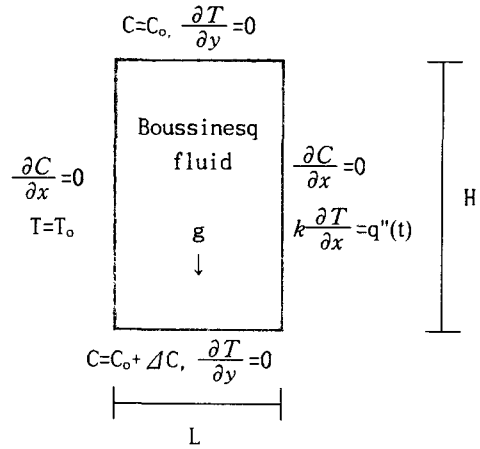 C=C₀, ∂T/∂y=0
Boussinesq
fluid
∂C/∂x=0
∂C/∂x=0
T=T₀
g
↓
k ∂T/∂x=q"(t)
H
C=C₀+ΔC, ∂T/∂y=0
L